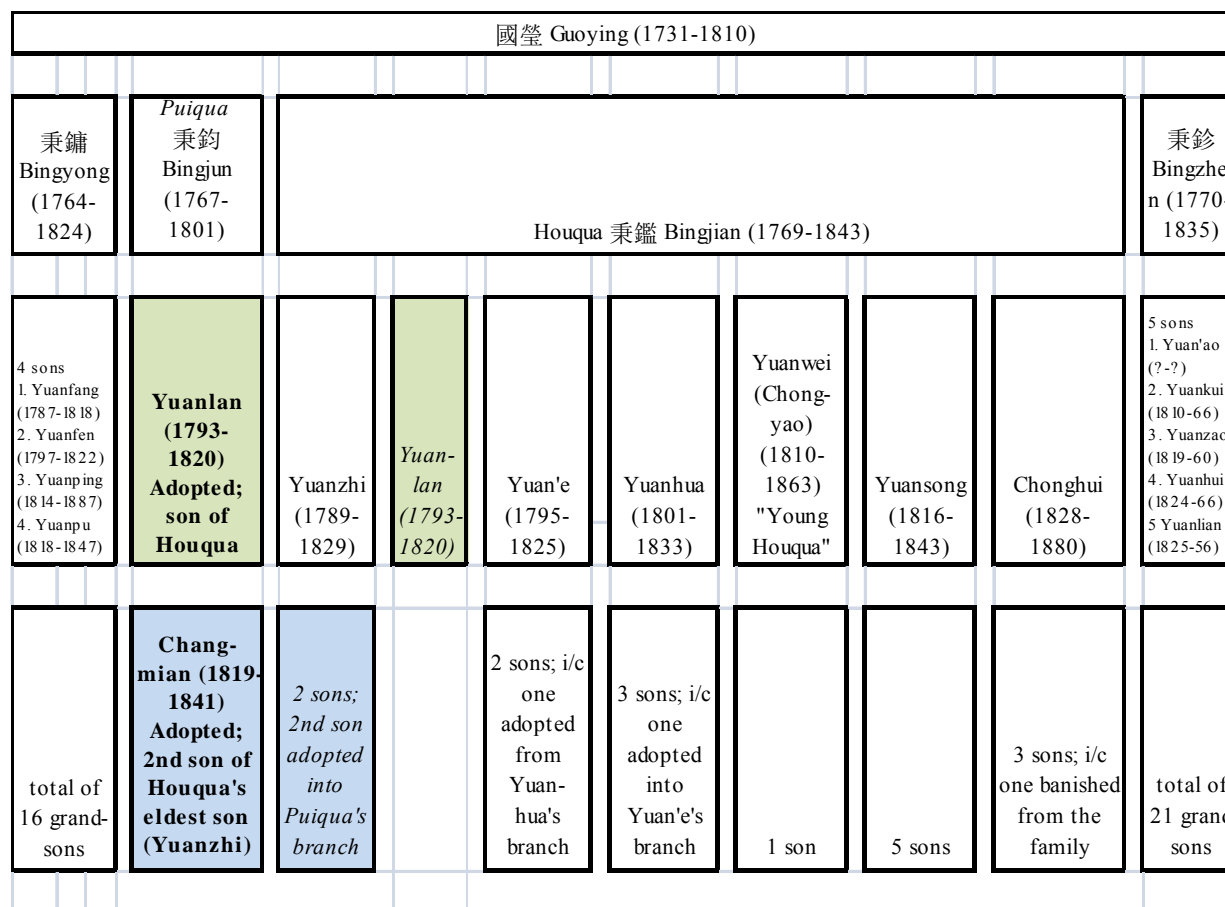 國瑩 Guoying (1731-1810)
秉鏞
Bingyong
(1764-
1824)
Puiqua
秉鈞
Bingjun
(1767-
1801)
Houqua 秉鑑 Bingjian (1769-1843)
秉鉁
Bingzhe
n (1770-
1835)
4 sons
1. Yuanfang
(1787-1818)
2. Yuanfen
(1797-1822)
3. Yuanping
(1814-1887)
4. Yuanpu
(1818-1847)
Yuanlan
(1793-
1820)
Adopted;
son of
Houqua
Yuanzhi
(1789-
1829)
Yuan-
lan
(1793-
1820)
Yuan'e
(1795-
1825)
Yuanhua
(1801-
1833)
Yuanwei
(Chong-
yao)
(1810-
1863)
"Young
Houqua"
Yuansong
(1816-
1843)
Chonghui
(1828-
1880)
5 sons
1. Yuan'ao
(?-?)
2. Yuankui
(1810-66)
3. Yuanzao
(1819-60)
4. Yuanhui
(1824-66)
5 Yuanlian
(1825-56)
total of
16 grand-
sons
Chang-
mian (1819-
1841)
Adopted;
2nd son of
Houqua's
eldest son
(Yuanzhi)
2 sons;
2nd son
adopted
into
Puiqua's
branch
2 sons; i/c
one
adopted
from
Yuan-
hua's
branch
3 sons; i/c
one
adopted
into
Yuan'e's
branch
1 son
5 sons
3 sons; i/c
one banished
from the
family
total of
21 grand
sons